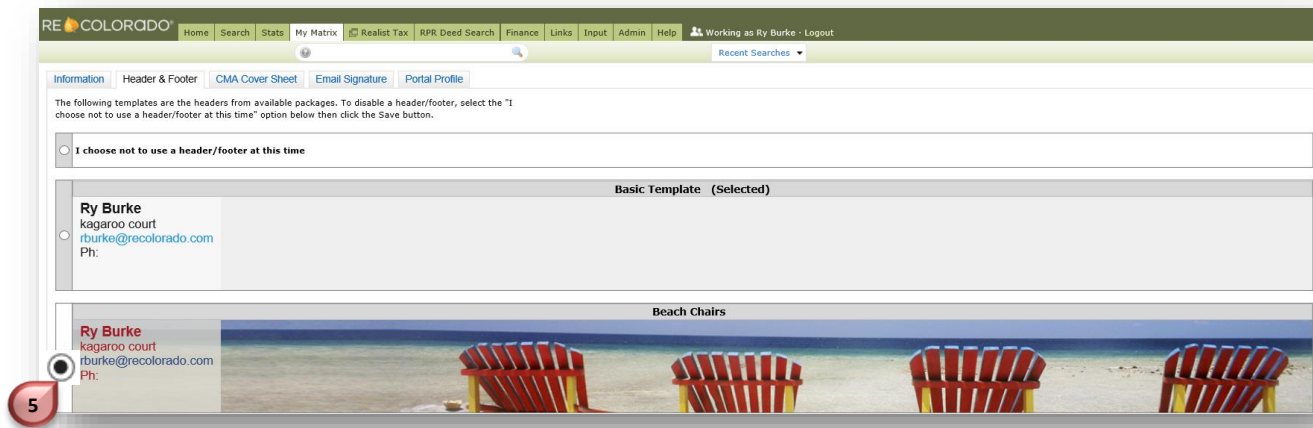 RECOLORADO®
Home Search Stats My Matrix Realist Tax RPR Deed Search Finance Links Input Admin Help Working as Ry Burke - Logout
Recent Searches
Information Header & Footer CMA Cover Sheet Email Signature Portal Profile
The following templates are the headers from available packages. To disable a header/footer, select the "I
choose not to use a header/footer at this time" option below then click the Save button.
I choose not to use a header/footer at this time
Basic Template (Selected)
Ry Burke
kagaroo court
rburke@recolorado.com
Ph:
Beach Chairs
Ry Burke
kagaroo court
rburke@recolorado.com
Ph:
5